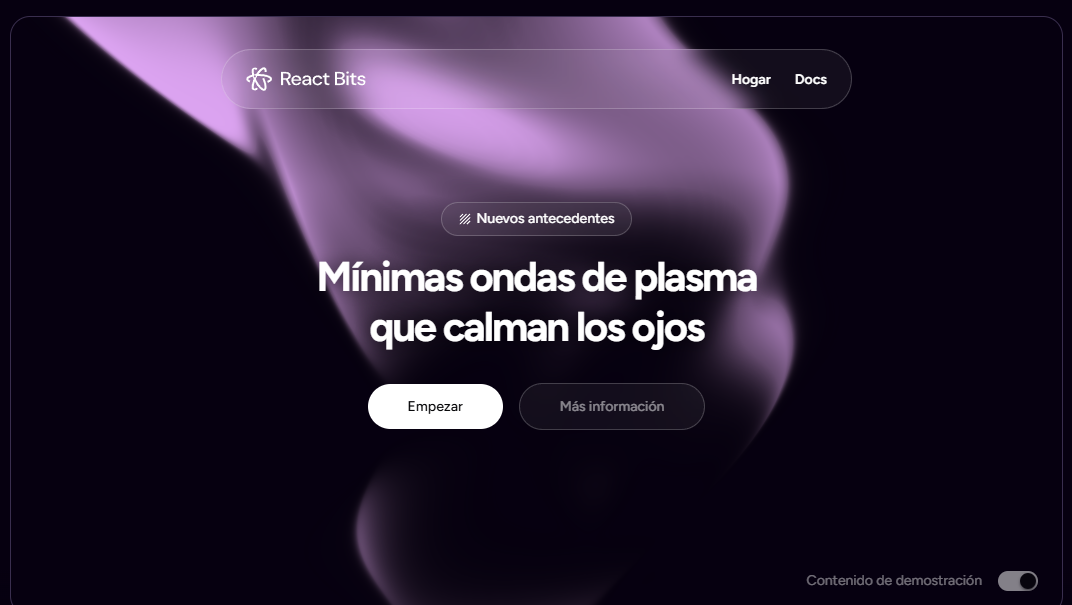 React Bits
Hogar
Docs
Nuevos antecedentes
Mínimas ondas de plasma
que calman los ojos
Empezar
Más información
Contenido de demostración